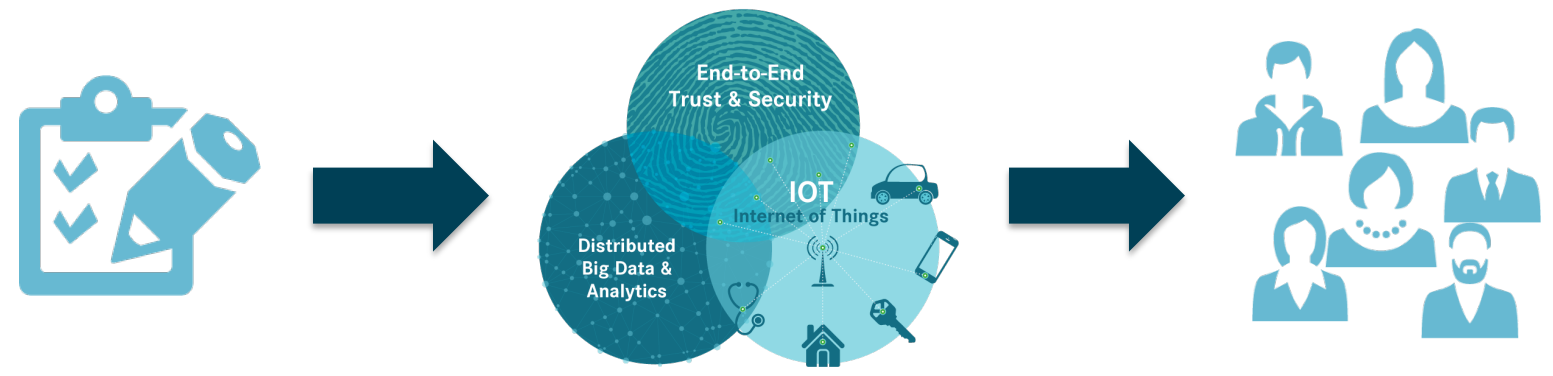 End-to-End
Trust & Security
IOT
Internet of Things
Distributed
Big Data &
Analytics